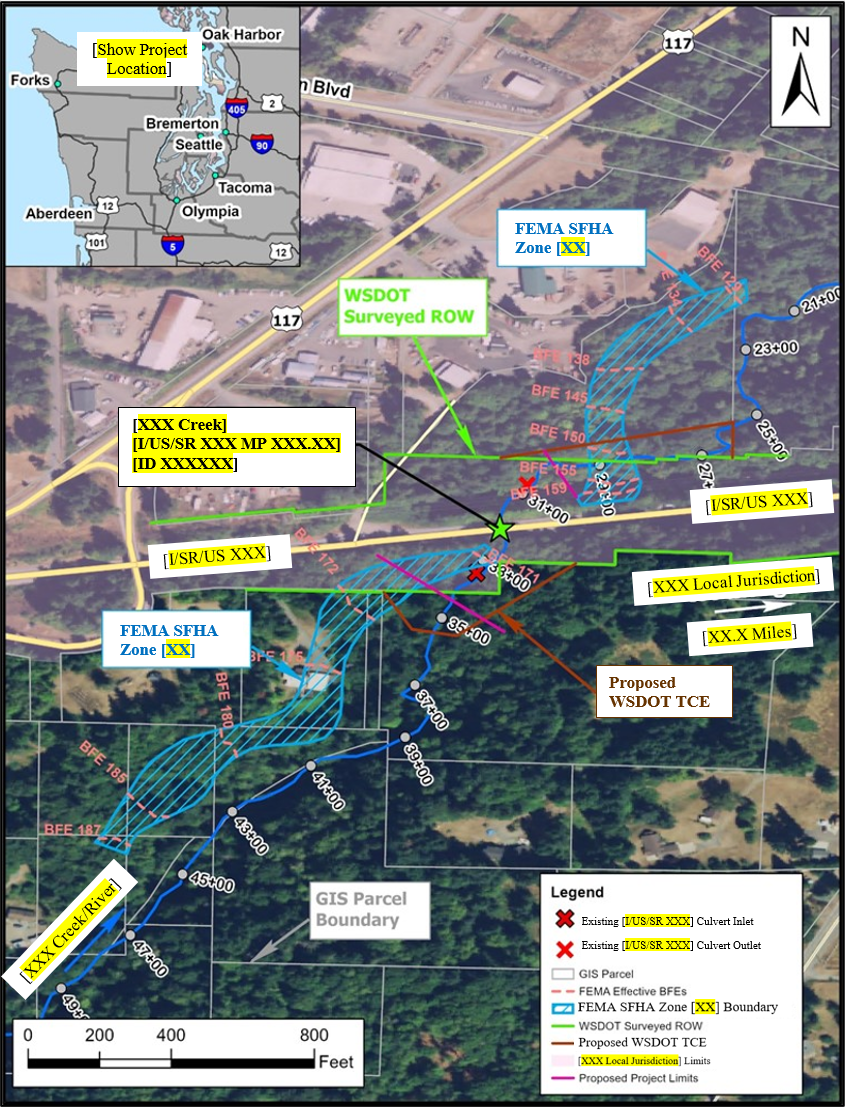 [Show Project
Location]
Oak Harbor
Forks
405
2
Bremerton
Seattle
90
Tacoma
Aberdeen
12
Olympia
101
5
12
n Blvd
117
N
FEMA SFHA
Zone [XX]
WSDOT
Surveyed ROW
117
BFE 122
BFE 134
21+00
23+00
BFE 138
BFE 145
25+00
[XXX Creek]
[I/US/SR XXX MP XXX.XX]
[ID XXXXXX]
BFE 150
BFE 155
27+
BFE 159
29+00
31+00
[I/SR/US XXX]
[I/SR/US XXX]
BFE 172
BFE 171
33+00
[XXX Local Jurisdiction]
[XX.X Miles]
FEMA SFHA
Zone [XX]
35+00
Proposed
WSDOT TCE
37+00
BFE 180
39+00
BFE 185
41+00
BFE 187
43+00
45+00
[XXX Creek/River]
47+00
49+
GIS Parcel
Boundary
Legend
Existing [I/US/SR XXX] Culvert Inlet
Existing [I/US/SR XXX] Culvert Outlet
GIS Parcel
FEMA Effective BFEs
FEMA SFHA Zone [XX] Boundary
WSDOT Surveyed ROW
Proposed WSDOT TCE
[XXX Local Jurisdiction] Limits
Proposed Project Limits
0 200 400 800
Feet